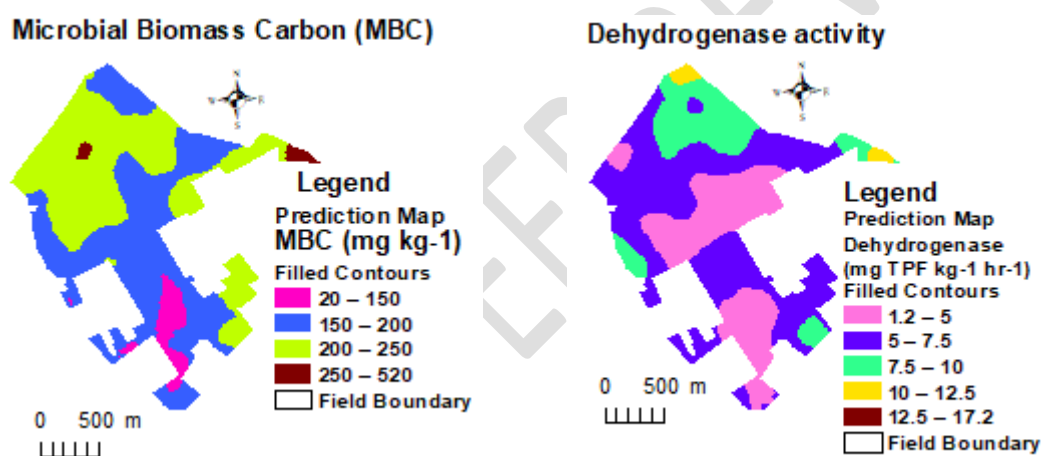 Microbial Biomass Carbon (MBC)
N
W
S
Legend
Prediction Map
MBC (mg kg-1)
Filled Contours
20 – 150
150 – 200
200 – 250
250 – 520
Field Boundary
0 500 m
Dehydrogenase activity
N
W
S
Legend
Prediction Map
Dehydrogenase
(mg TPF kg-1 hr-1)
Filled Contours
1.2 – 5
5 – 7.5
7.5 – 10
10 – 12.5
12.5 – 17.2
Field Boundary
0 500 m